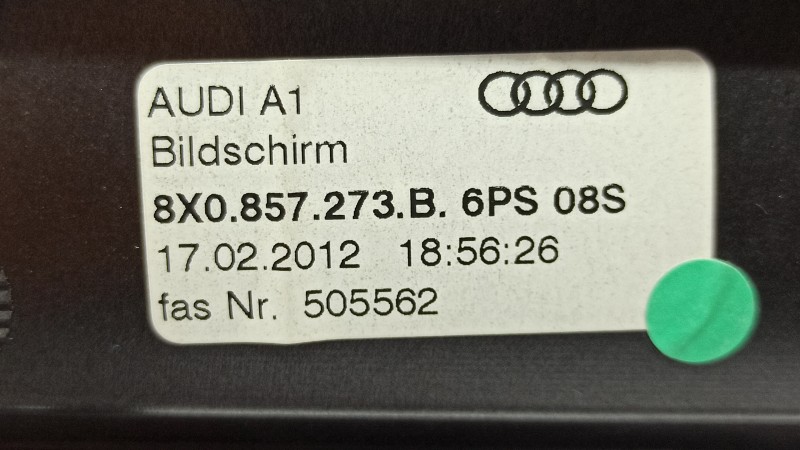 AUDI A1
Bildschirm
8X0.857.273.B. 6PS 08S
17.02.2012 18:56:26
fas Nr. 505562